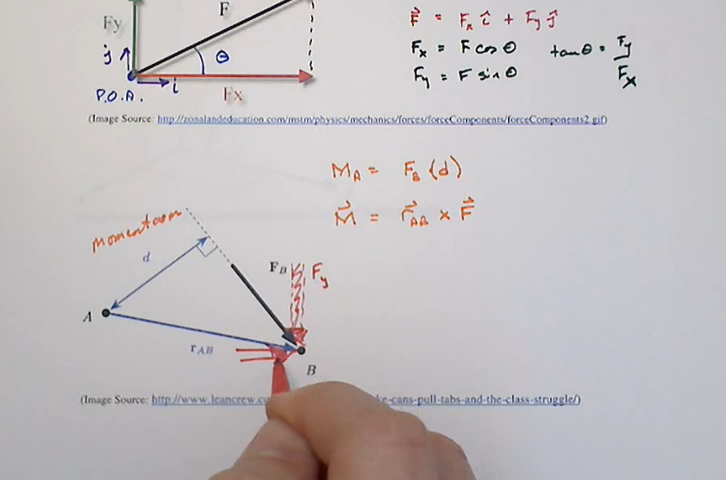 F
Fy
j
θ
P.O.A.
i
Fx
F⃗ = Fx î + Fy ĵ
Fx = F cos θ tan θ = Fy/Fx
Fy = F sin θ
(Image Source: http://zonalandeducation.com/mstm/physics/mechanics/forces/forceComponents/forceComponents2.gif)
MA = FB (d)
M⃗ = r⃗AB × F⃗
moment arm
d
FB
Fy
A
rAB
B
(Image Source: http://www.leancrew.co ke-cans-pull-tabs-and-the-class-struggle/)